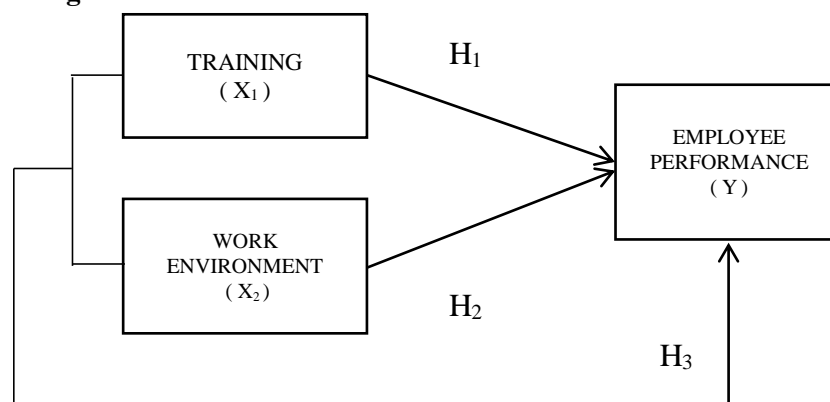 TRAINING
( X₁ )
H₁
EMPLOYEE
PERFORMANCE
( Y )
WORK
ENVIRONMENT
( X₂ )
H₂
H₃